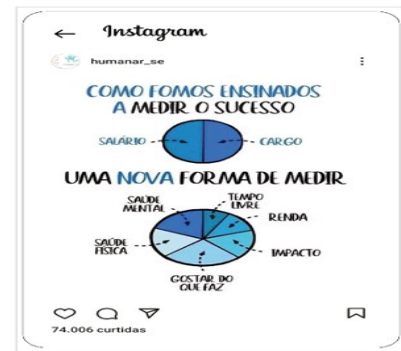 Instagram
humanar_se
COMO FOMOS ENSINADOS
A MEDIR O SUCESSO
SALÁRIO
CARGO
UMA NOVA FORMA DE MEDIR
SAÚDE
MENTAL
TEMPO
LIVRE
RENDA
SAÚDE
FÍSICA
IMPACTO
GOSTAR DO
QUE FAZ
74.006 curtidas